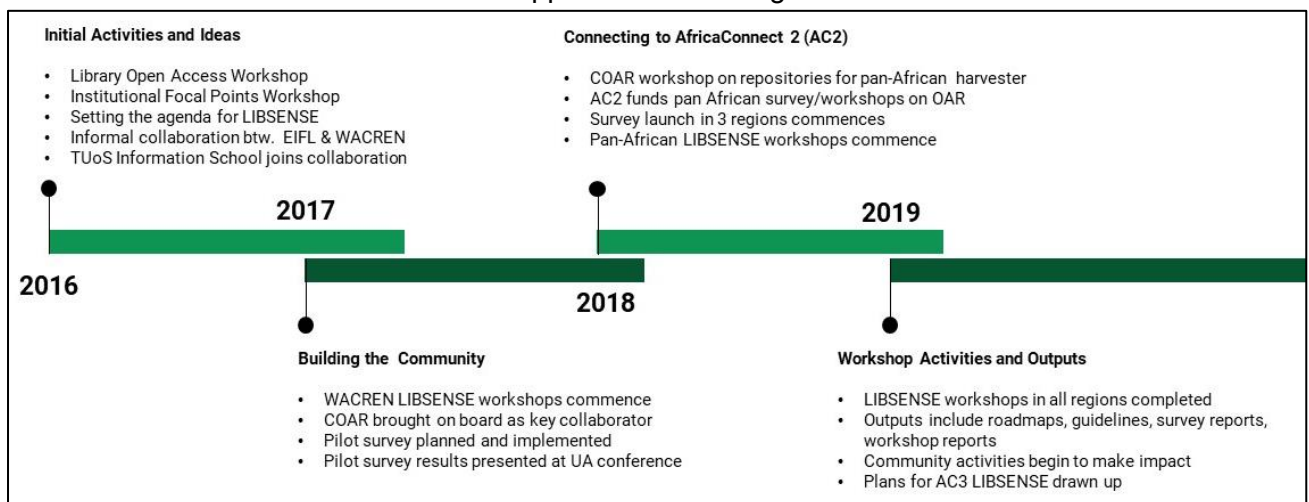 Initial Activities and Ideas
• Library Open Access Workshop
• Institutional Focal Points Workshop
• Setting the agenda for LIBSENSE
• Informal collaboration btw. EIFL & WACREN
• TUoS Information School joins collaboration
Connecting to AfricaConnect 2 (AC2)
• COAR workshop on repositories for pan-African harvester
• AC2 funds pan African survey/workshops on OAR
• Survey launch in 3 regions commences
• Pan-African LIBSENSE workshops commence
2016
2017
2018
2019
Building the Community
• WACREN LIBSENSE workshops commence
• COAR brought on board as key collaborator
• Pilot survey planned and implemented
• Pilot survey results presented at UA conference
Workshop Activities and Outputs
• LIBSENSE workshops in all regions completed
• Outputs include roadmaps, guidelines, survey reports,
workshop reports
• Community activities begin to make impact
• Plans for AC3 LIBSENSE drawn up